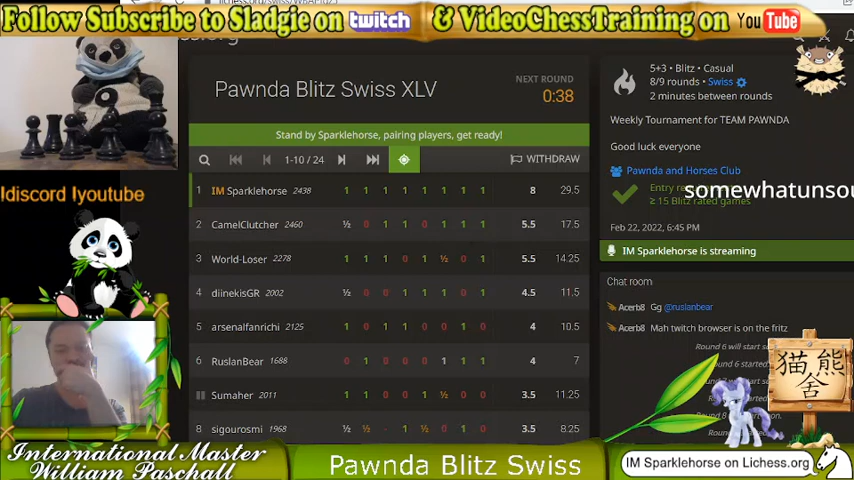 Follow Subscribe to Sladgie on twitch & VideoChessTraining on YouTube
Pawnda Blitz Swiss XLV
NEXT ROUND
0:38
Stand by Sparklehorse, pairing players, get ready!
1-10 / 24
WITHDRAW
1 IM Sparklehorse 2438 1 1 1 1 1 1 1 1 8 29.5
2 CamelClutcher 2460 ½ 0 1 1 0 1 1 1 5.5 17.5
3 World-Loser 2278 1 1 1 0 1 ½ 0 1 5.5 14.25
4 diinekisGR 2002 ½ 0 0 1 1 1 0 1 4.5 11.5
5 arsenalfanrichi 2125 1 0 1 1 0 0 1 0 4 10.5
6 RuslanBear 1688 0 1 0 0 0 1 1 1 4 7
Sumaher 2011 1 1 0 0 1 ½ 0 0 3.5 11.25
8 sigourosmi 1968 ½ ½ - 1 ½ 0 1 0 3.5 8.25
5+3 • Blitz • Casual
8/9 rounds • Swiss
2 minutes between rounds
Weekly Tournament for TEAM PAWNDA
Good luck everyone
Pawnda and Horses Club
≥ 15 Blitz rated games
Feb 22, 2022, 6:45 PM
IM Sparklehorse is streaming
Chat room
Acerb8 Gg @ruslanbear
Acerb8 Mah twitch browser is on the fritz
Round 6 will start
Round 6 started
!discord !youtube
猫熊
舍
International Master
William Paschall
Pawnda Blitz Swiss
IM Sparklehorse on Lichess.org